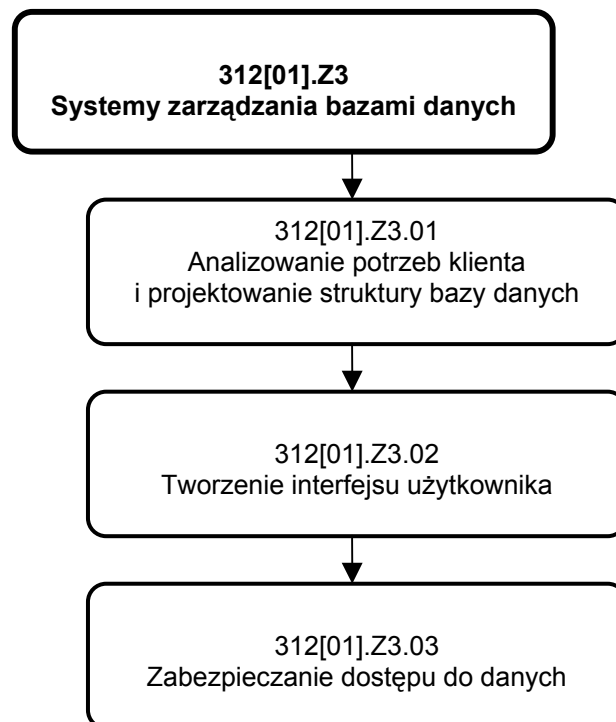 312[01].Z3
Systemy zarządzania bazami danych
312[01].Z3.01
Analizowanie potrzeb klienta
i projektowanie struktury bazy danych
312[01].Z3.02
Tworzenie interfejsu użytkownika
312[01].Z3.03
Zabezpieczanie dostępu do danych